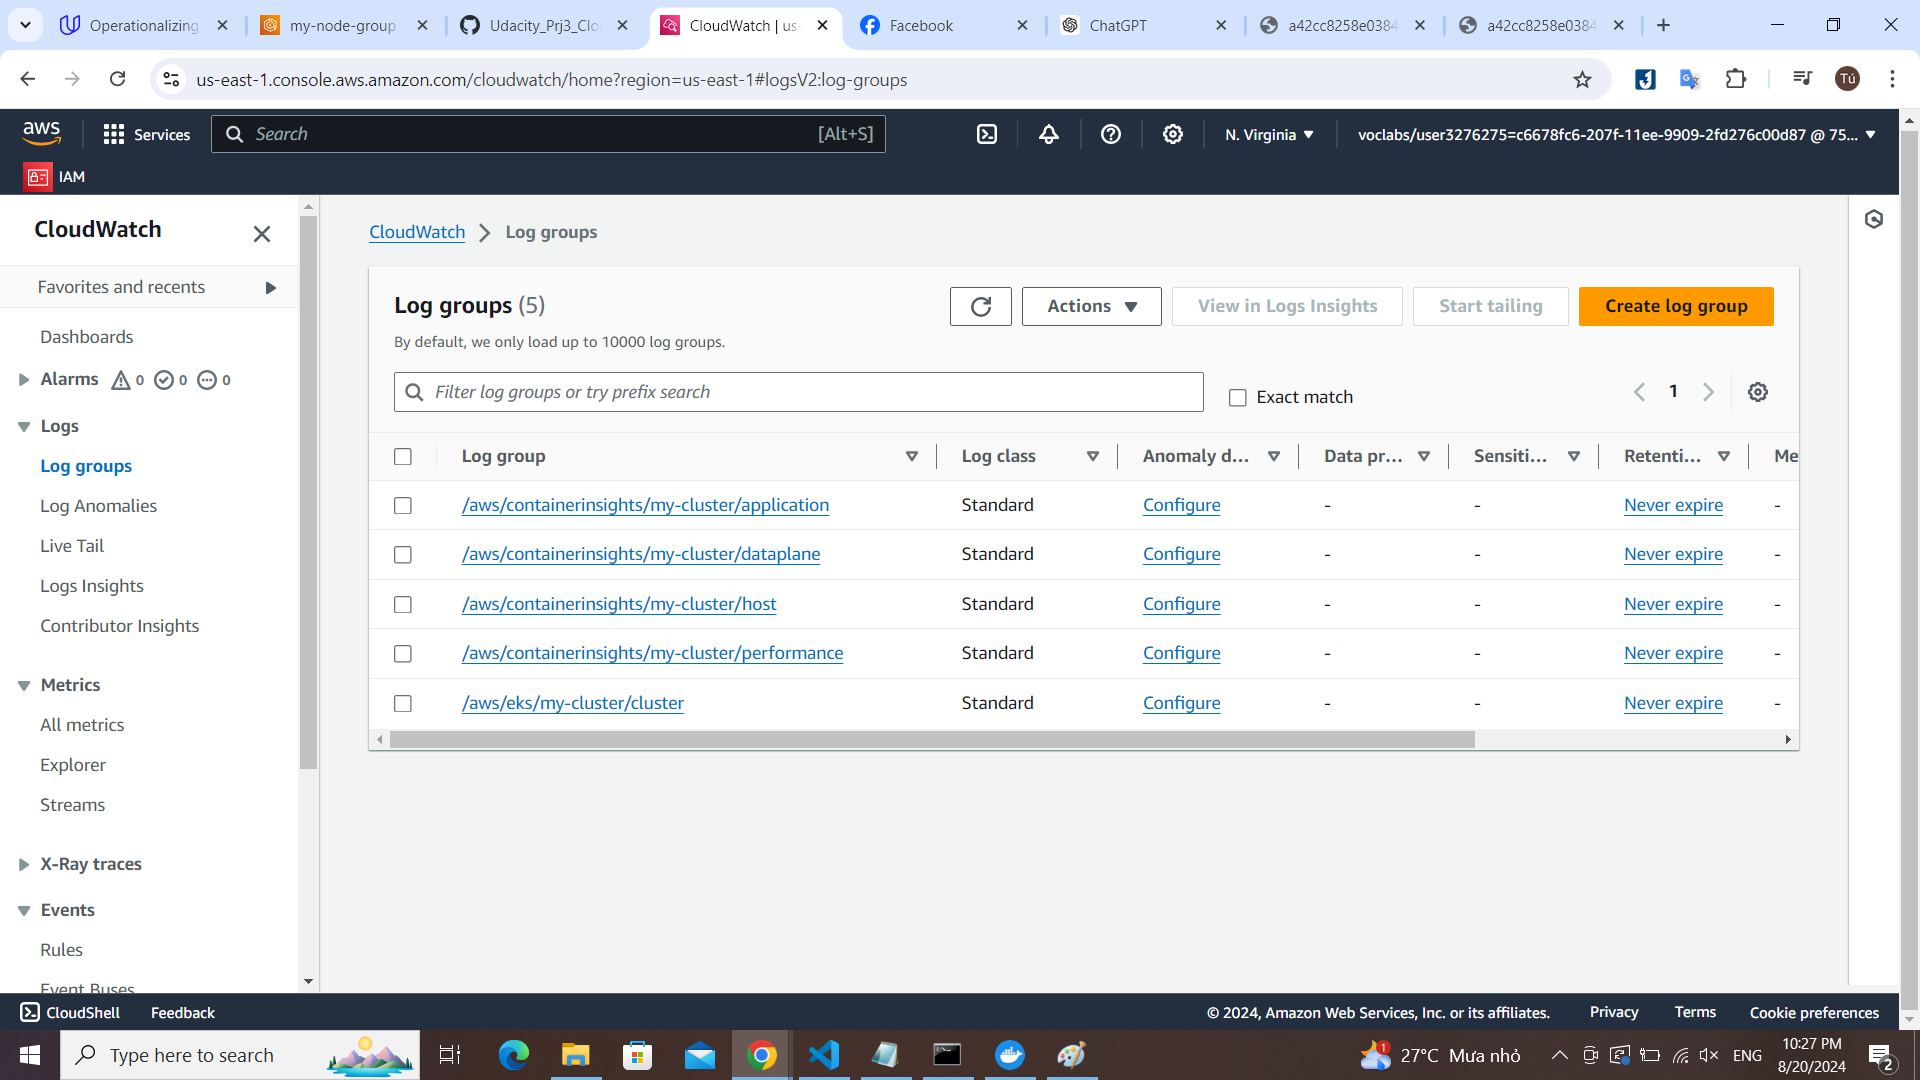 Operationalizing
my-node-group
Udacity_Prj3_Clo
CloudWatch | us-
Facebook
ChatGPT
a42cc8258e0384
a42cc8258e0384
us-east-1.console.aws.amazon.com/cloudwatch/home?region=us-east-1#logsV2:log-groups
Tú
aws
Services
Search
[Alt+S]
N. Virginia
voclabs/user3276275=c6678fc6-207f-11ee-9909-2fd276c00d87 @ 75...
IAM
CloudWatch
Favorites and recents
Dashboards
Alarms 0 0 0
Logs
Log groups
Log Anomalies
Live Tail
Logs Insights
Contributor Insights
Metrics
All metrics
Explorer
Streams
X-Ray traces
Events
Rules
Event Buses
CloudWatch
Log groups
Log groups (5)
By default, we only load up to 10000 log groups.
Actions
View in Logs Insights
Start tailing
Create log group
Filter log groups or try prefix search
Exact match
1
Log group Log class Anomaly d... Data pr... Sensiti... Retenti... Me
/aws/containerinsights/my-cluster/application Standard Configure - - Never expire -
/aws/containerinsights/my-cluster/dataplane Standard Configure - - Never expire -
/aws/containerinsights/my-cluster/host Standard Configure - - Never expire -
/aws/containerinsights/my-cluster/performance Standard Configure - - Never expire -
/aws/eks/my-cluster/cluster Standard Configure - - Never expire -
CloudShell
Feedback
© 2024, Amazon Web Services, Inc. or its affiliates.
Privacy
Terms
Cookie preferences
Type here to search
1
27°C Mưa nhỏ
ENG
10:27 PM
8/20/2024
2